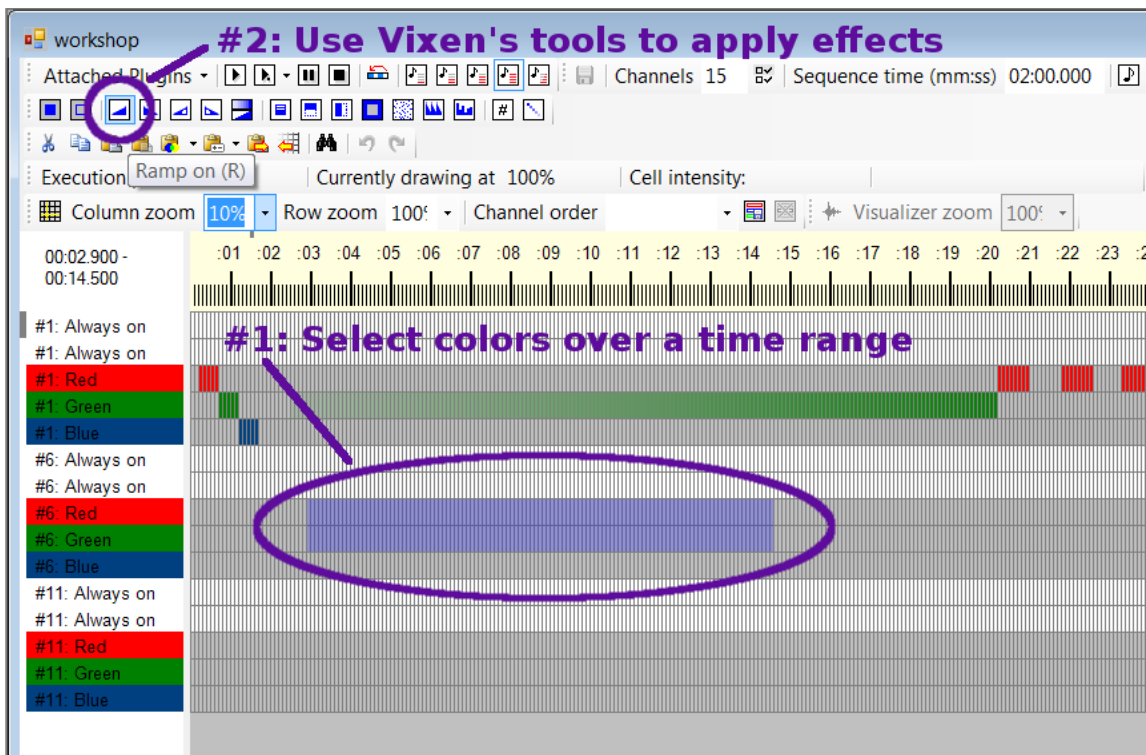 workshop
#2: Use Vixen's tools to apply effects
Attached Plugins Channels 15 Sequence time (mm:ss) 02:00.000
Ramp on (R)
Execution Currently drawing at 100% Cell intensity:
Column zoom 10% Row zoom 100% Channel order Visualizer zoom 100%
00:02.900 -
00:14.500
:01 :02 :03 :04 :05 :06 :07 :08 :09 :10 :11 :12 :13 :14 :15 :16 :17 :18 :19 :20 :21 :22 :23
#1: Always on
#1: Select colors over a time range
#1: Always on
#1: Red
#1: Green
#1: Blue
#6: Always on
#6: Always on
#6: Red
#6: Green
#6: Blue
#11: Always on
#11: Always on
#11: Red
#11: Green
#11: Blue